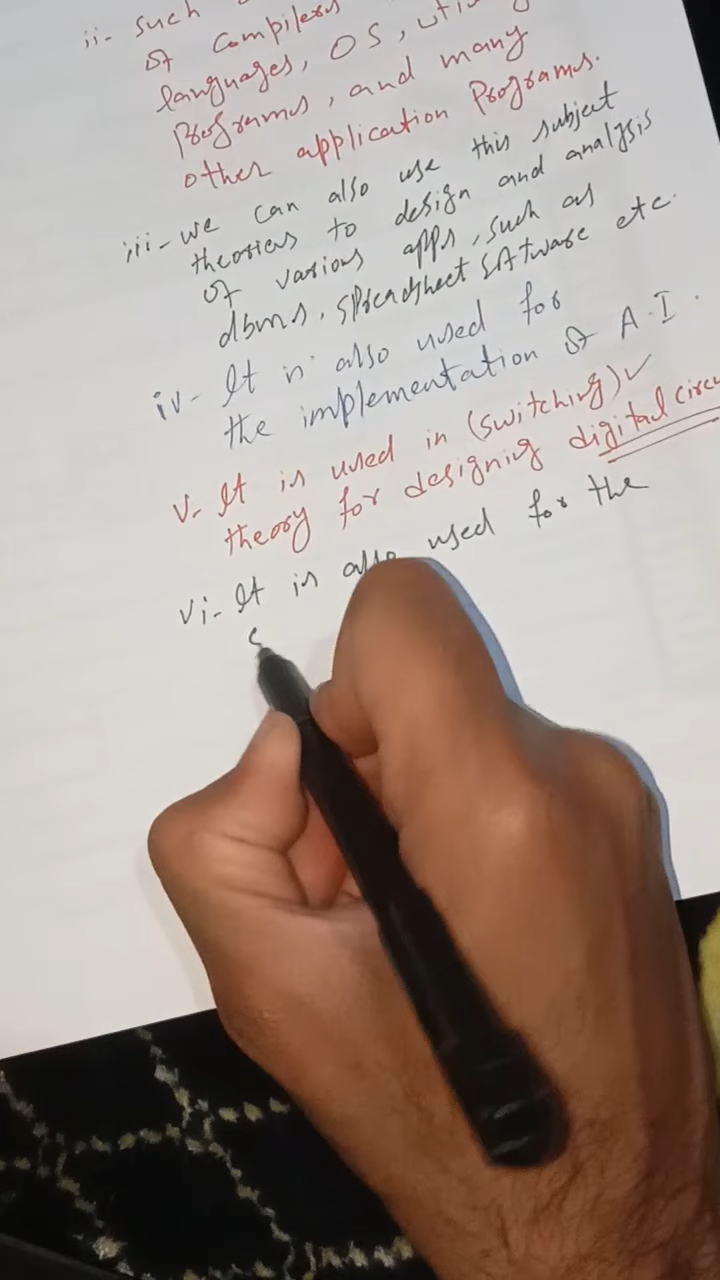 ii- such
of compilers
languages, OS, utility
Programs, and many
other application Programs.
iii- we can also use this subject
theories to design and analysis
of various apps, such as
dbms, spreadsheet software etc.
iv- It is also used for
the implementation of A.I.
v- It is used in (switching)✓
theory for designing digital circu
vi- It is also used for the